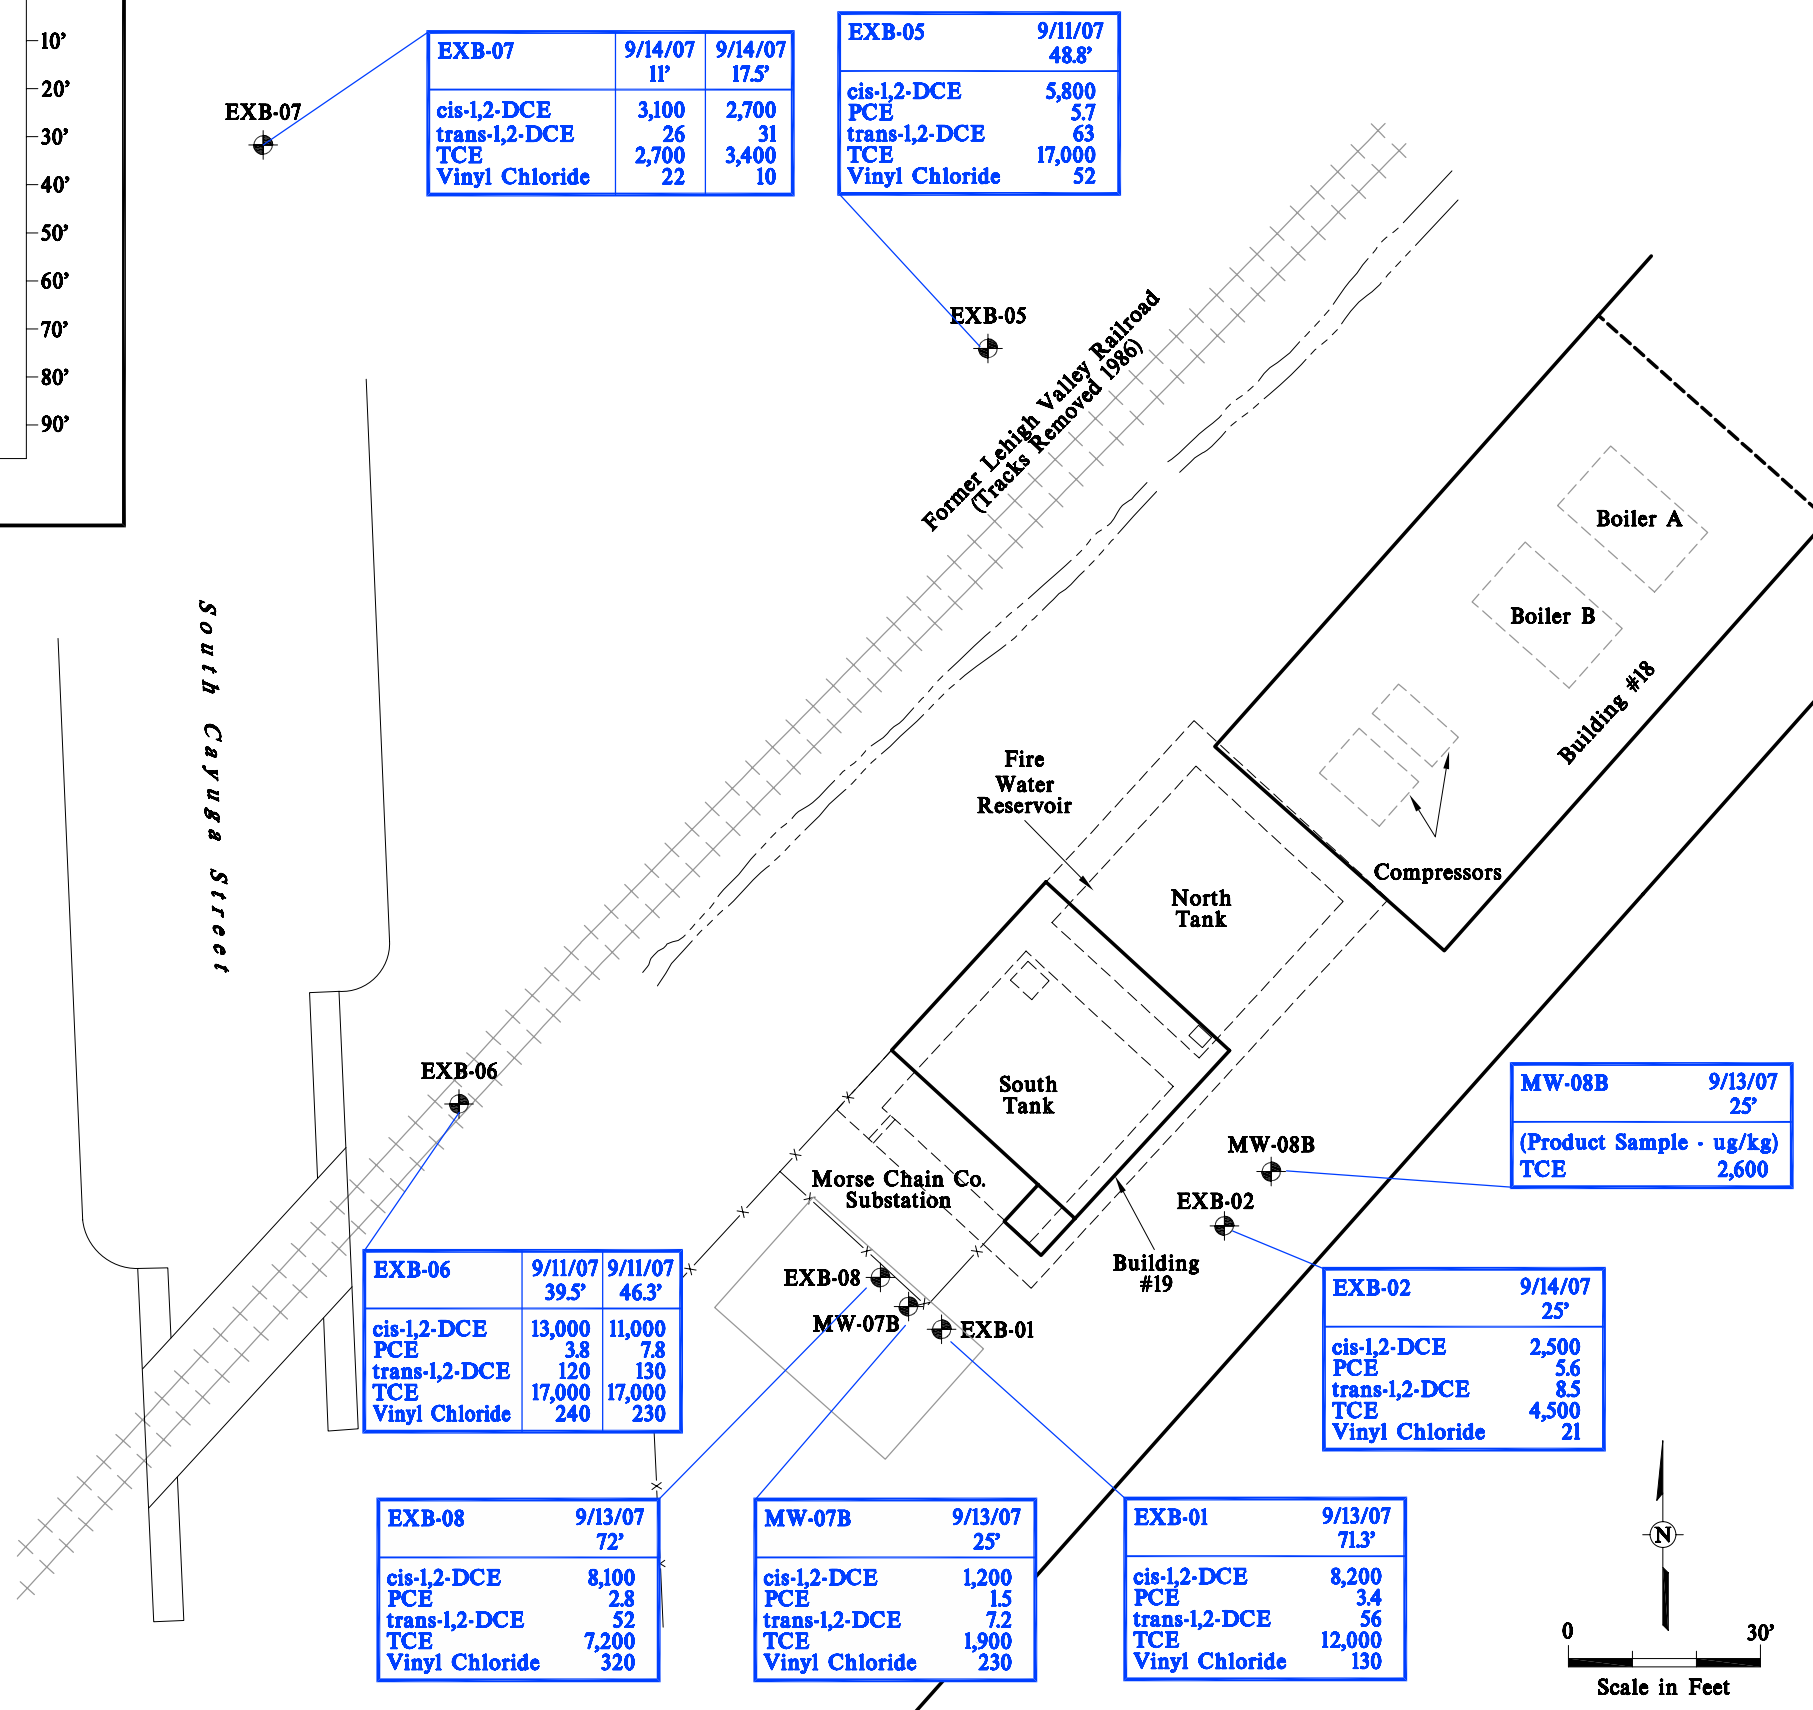 10’
20’
30’
40’
50’
60’
70’
80’
90’
EXB-07
EXB-07 9/14/07 9/14/07
11’ 17.5’
cis-1,2-DCE 3,100 2,700
trans-1,2-DCE 26 31
TCE 2,700 3,400
Vinyl Chloride 22 10
EXB-05 9/11/07
48.8’
cis-1,2-DCE 5,800
PCE 5.7
trans-1,2-DCE 63
TCE 17,000
Vinyl Chloride 52
EXB-05
Former Lehigh Valley Railroad
(Tracks Removed 1986)
Boiler A
Boiler B
Building #18
Compressors
South Cayuga Street
Fire
Water
Reservoir
North
Tank
South
Tank
EXB-06
Morse Chain Co.
Substation
MW-08B
EXB-02
Building
#19
MW-08B 9/13/07
25’
(Product Sample - ug/kg)
TCE 2,600
EXB-06 9/11/07 9/11/07
39.5’ 46.3’
cis-1,2-DCE 13,000 11,000
PCE 3.8 7.8
trans-1,2-DCE 120 130
TCE 17,000 17,000
Vinyl Chloride 240 230
EXB-08
MW-07B
EXB-01
EXB-02 9/14/07
25’
cis-1,2-DCE 2,500
PCE 5.6
trans-1,2-DCE 8.5
TCE 4,500
Vinyl Chloride 21
EXB-08 9/13/07
72’
cis-1,2-DCE 8,100
PCE 2.8
trans-1,2-DCE 52
TCE 7,200
Vinyl Chloride 320
MW-07B 9/13/07
25’
cis-1,2-DCE 1,200
PCE 1.5
trans-1,2-DCE 7.2
TCE 1,900
Vinyl Chloride 230
EXB-01 9/13/07
71.3’
cis-1,2-DCE 8,200
PCE 3.4
trans-1,2-DCE 56
TCE 12,000
Vinyl Chloride 130
N
0 30’
Scale in Feet